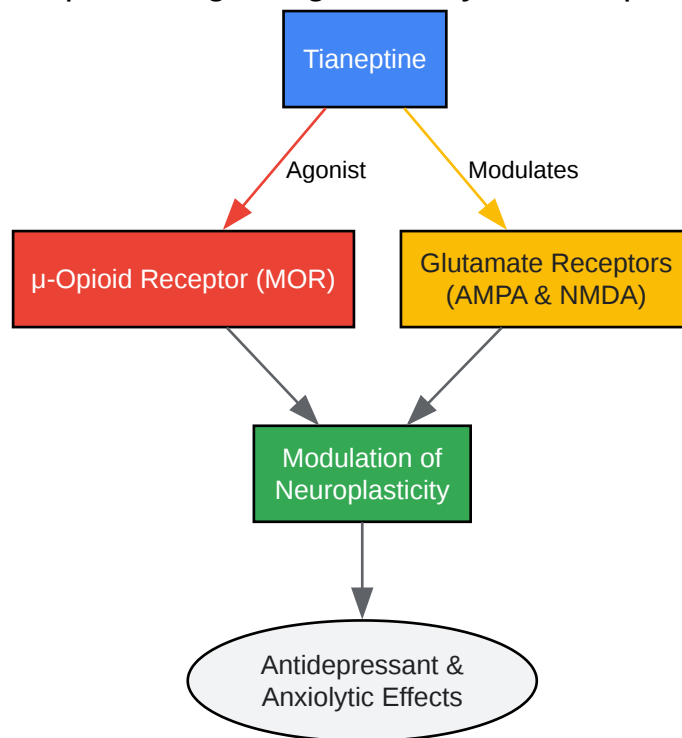 Tianeptine
Agonist
Modulates
μ-Opioid Receptor (MOR)
Glutamate Receptors
(AMPA & NMDA)
Modulation of
Neuroplasticity
Antidepressant &
Anxiolytic Effects